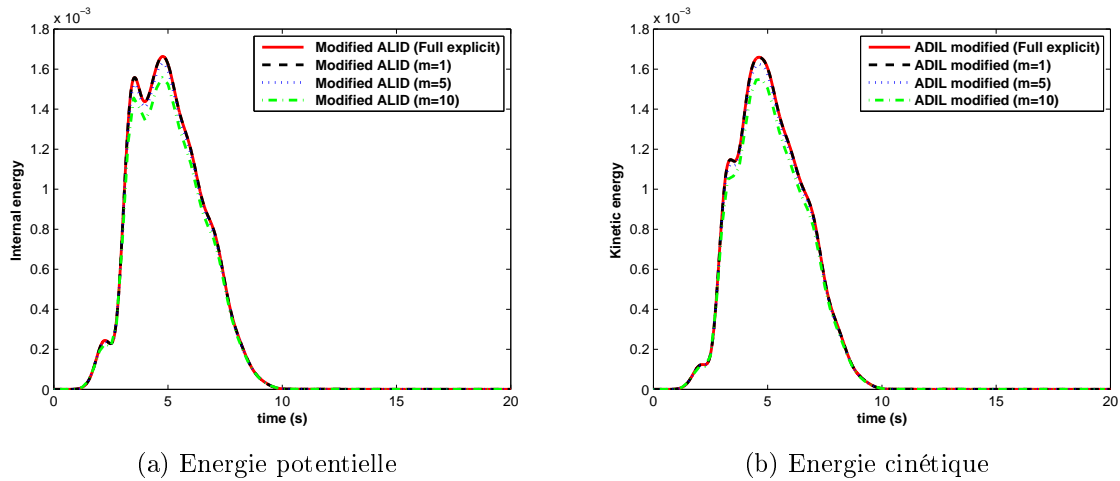 x 10⁻³
1.8
1.6
1.4
1.2
1
0.8
0.6
0.4
0.2
0
0
5
10
15
20
Internal energy
time (s)
Modified ALID (Full explicit)
Modified ALID (m=1)
Modified ALID (m=5)
Modified ALID (m=10)
(a) Energie potentielle
x 10⁻³
1.8
1.6
1.4
1.2
1
0.8
0.6
0.4
0.2
0
0
5
10
15
20
Kinetic energy
time (s)
ADIL modified (Full explicit)
ADIL modified (m=1)
ADIL modified (m=5)
ADIL modified (m=10)
(b) Energie cinétique